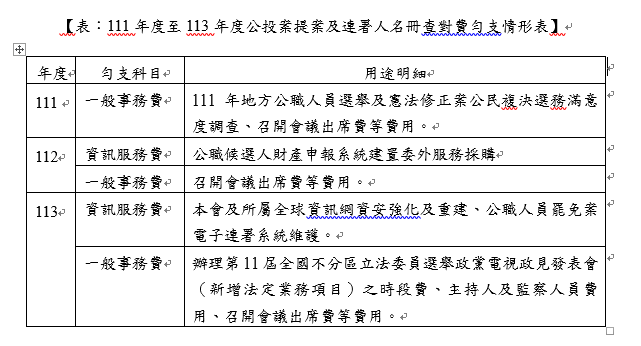 【表：111年度至113年度公投案提案及連署人名冊查對費勻支情形表】
年度 勻支科目 用途明細
111 一般事務費 111 年地方公職人員選舉及憲法修正案公民複決選務滿意
度調查、召開會議出席費等費用。
112 資訊服務費 公職候選人財產申報系統建置委外服務採購
一般事務費 召開會議出席費等費用。
113 資訊服務費 本會及所屬全球資訊網資安強化及重建、公職人員罷免案
電子連署系統維護。
一般事務費 辦理第11屆全國不分區立法委員選舉政黨電視政見發表會
（新增法定業務項目）之時段費、主持人及監察人員費
用、召開會議出席費等費用。